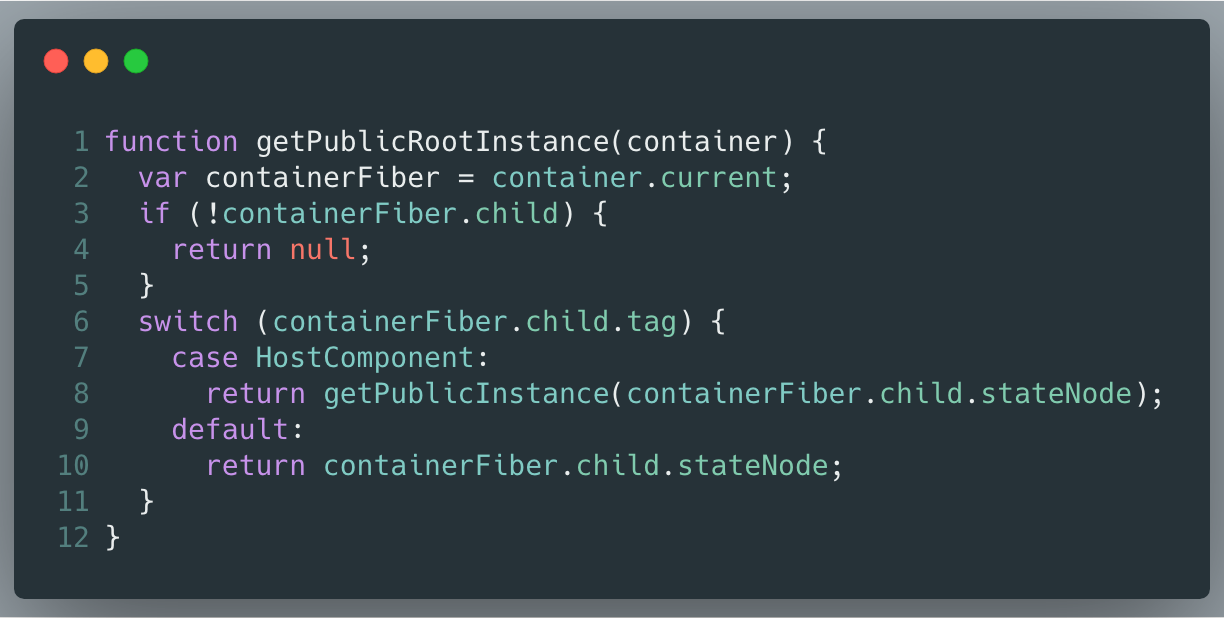 1 function getPublicRootInstance(container) {
2   var containerFiber = container.current;
3   if (!containerFiber.child) {
4     return null;
5   }
6   switch (containerFiber.child.tag) {
7     case HostComponent:
8       return getPublicInstance(containerFiber.child.stateNode);
9     default:
10       return containerFiber.child.stateNode;
11   }
12 }